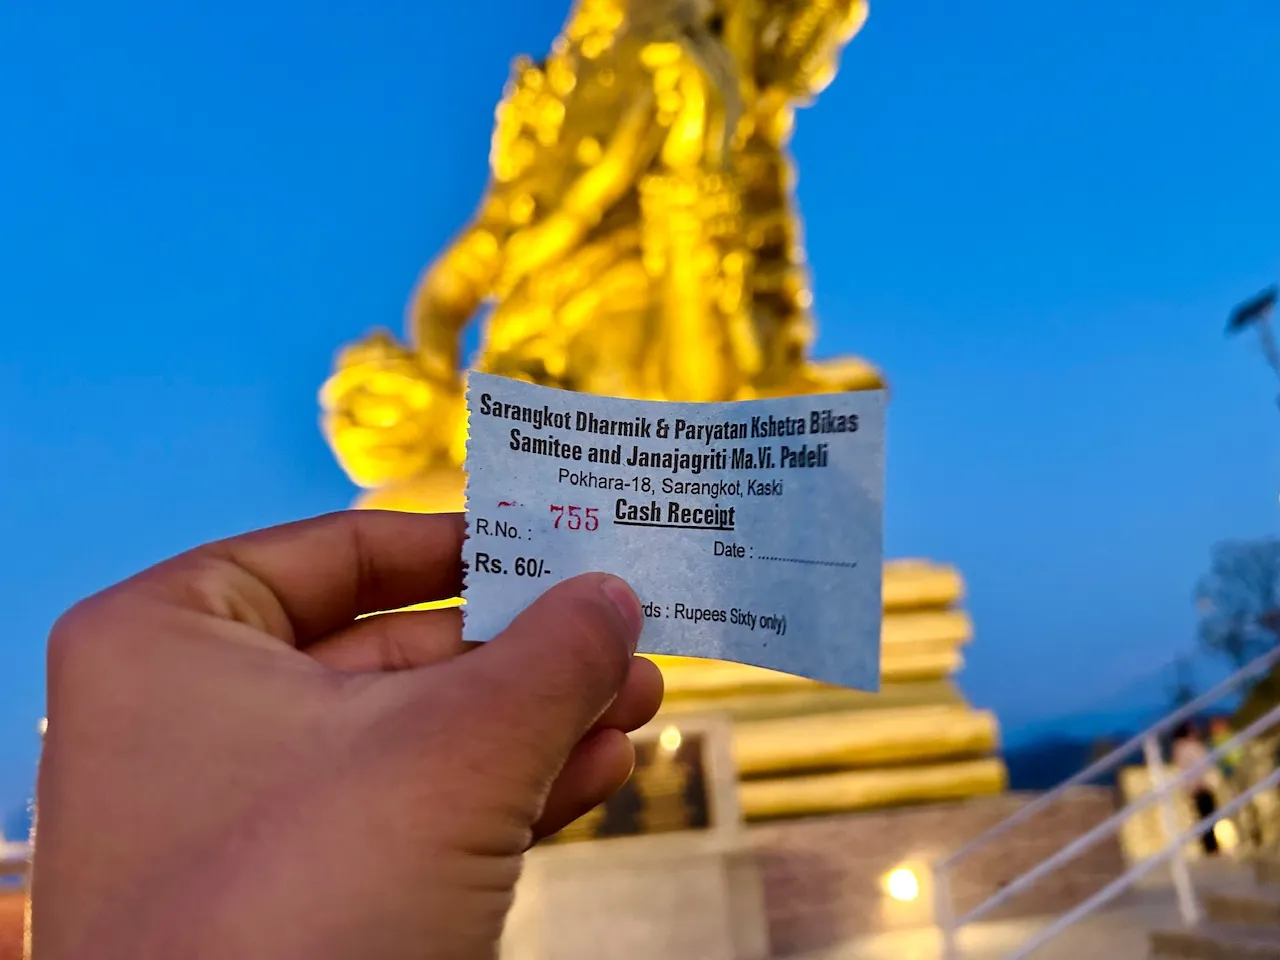 Sarangkot Dharmik & Paryatan Kshetra Bikas
Samitee and Janajagriti Ma.Vi. Padeli
Pokhara-18, Sarangkot, Kaski
Cash Receipt
R.No.: 755
Date : ........................
Rs. 60/-
: Rupees Sixty only)